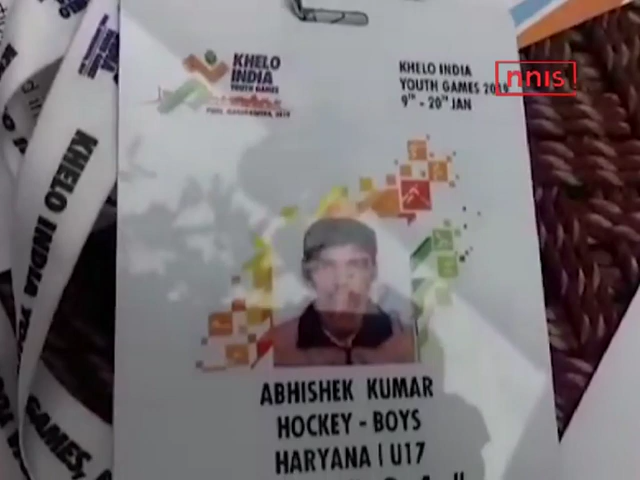 KHELO
INDIA
YOUTH GAMES
KHELO INDIA
YOUTH GAMES 2019
9TH - 20TH JAN
nnis
KHELO INDIA
GAMES,
ABHISHEK KUMAR
HOCKEY - BOYS
HARYANA | U17